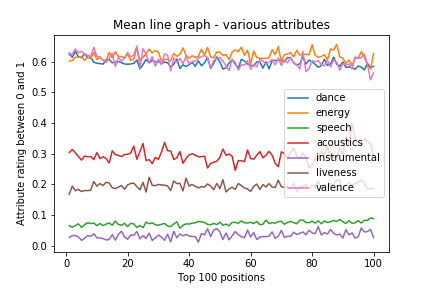 Mean line graph - various attributes
Attribute rating between 0 and 1
0.6
0.5
0.4
0.3
0.2
0.1
0.0
dance
energy
speech
acoustics
instrumental
liveness
valence
0 20 40 60 80 100
Top 100 positions